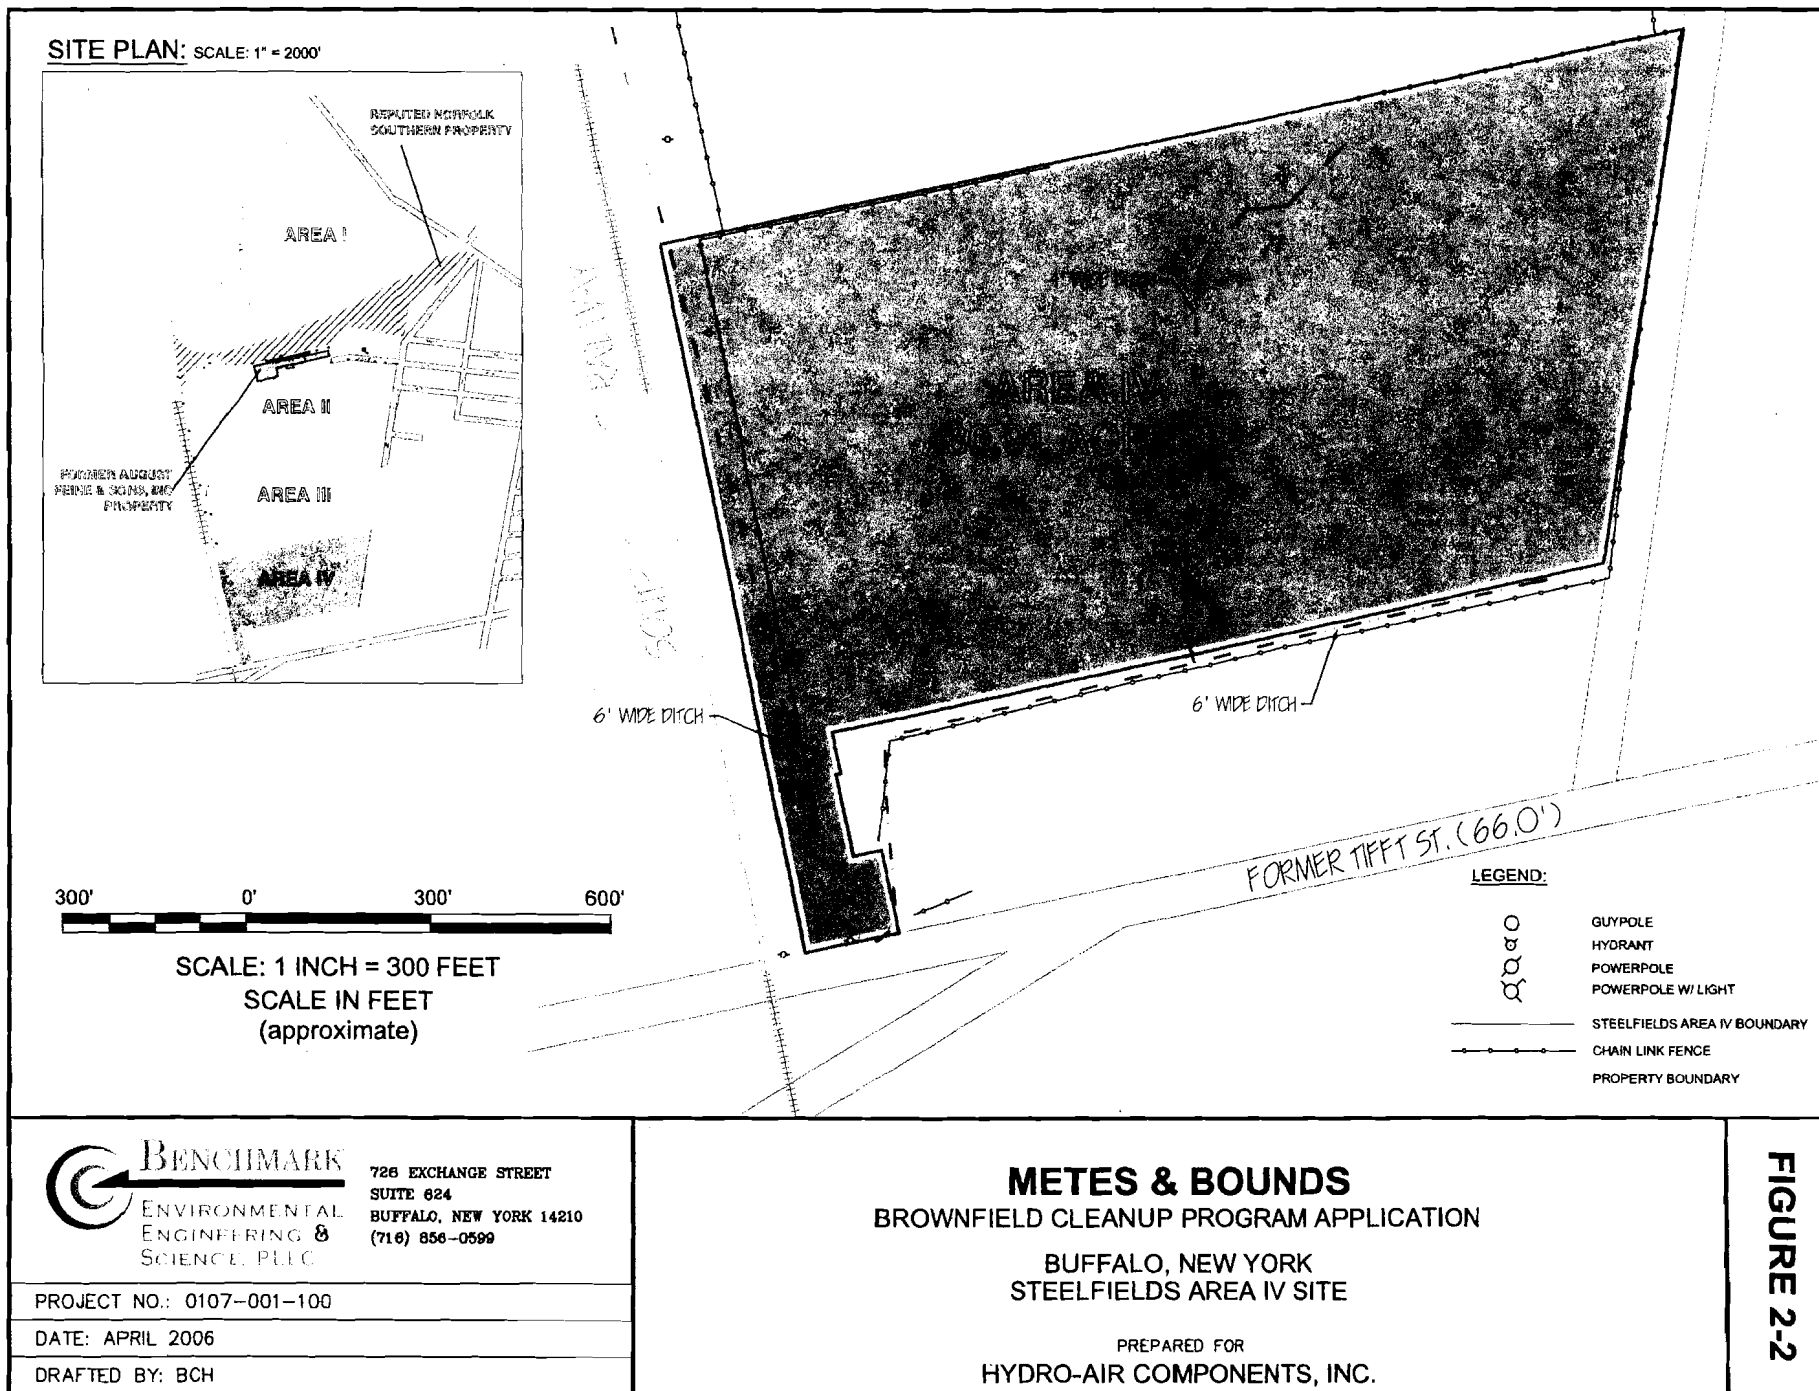 SITE PLAN: SCALE: 1" = 2000'
REPUTED NORFOLK
SOUTHERN PROPERTY
AREA I
AREA II
FORMER AUGUST
FEINE & SONS, INC
PROPERTY
AREA III
AREA IV
AREA IV
6' WIDE DITCH
6' WIDE DITCH
FORMER TIFFT ST. (66.0')
300' 0' 300' 600'
SCALE: 1 INCH = 300 FEET
SCALE IN FEET
(approximate)
LEGEND:
GUYPOLE
HYDRANT
POWERPOLE
POWERPOLE W/ LIGHT
STEELFIELDS AREA IV BOUNDARY
CHAIN LINK FENCE
PROPERTY BOUNDARY
BENCHMARK
ENVIRONMENTAL
ENGINEERING &
SCIENCE, PLLC
726 EXCHANGE STREET
SUITE 624
BUFFALO, NEW YORK 14210
(716) 856-0599
PROJECT NO.: 0107-001-100
DATE: APRIL 2006
DRAFTED BY: BCH
METES & BOUNDS
BROWNFIELD CLEANUP PROGRAM APPLICATION
BUFFALO, NEW YORK
STEELFIELDS AREA IV SITE
PREPARED FOR
HYDRO-AIR COMPONENTS, INC.
FIGURE 2-2